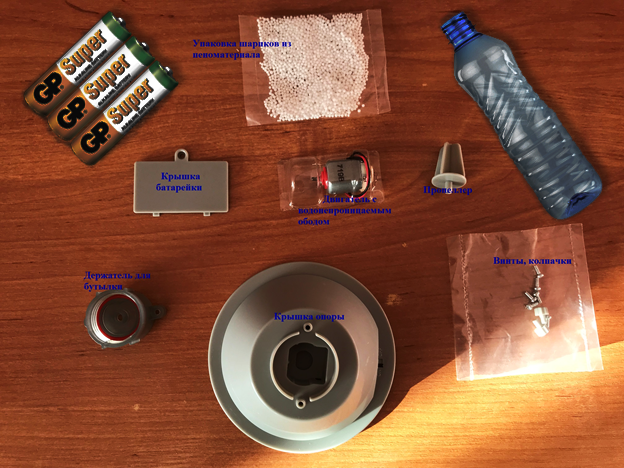 Упаковка шариков из
пеноматериала
GP Super
GP Super
GP Super
Крышка
батарейки
Двигатель с
водонепроницаемым
ободом
Пропеллер
Винты, колпачки
Держатель для
бутылки
Крышка опоры